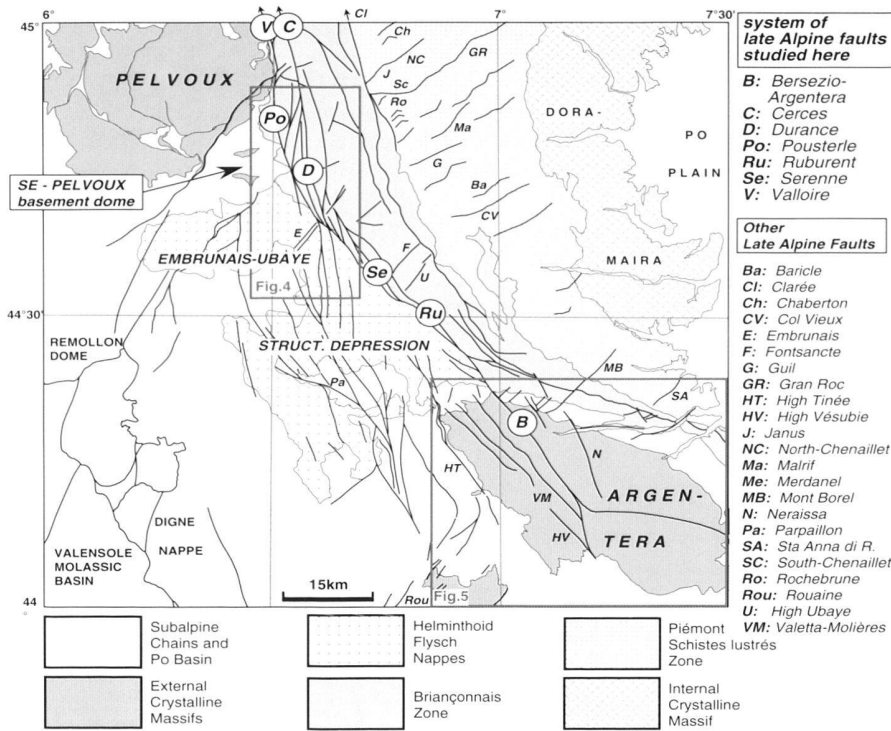 6°
7°
7°30'
45°
44°30'
44
V
C
Cl
Ch
NC
GR
J
Sc
Ro
Ma
G
Ba
CV
PELVOUX
Po
D
DORA-
PO
PLAIN
MAIRA
SE - PELVOUX
basement dome
E
EMBRUNAIS-UBAYE
Fig.4
Se
F
U
Ru
REMOLLON
DOME
STRUCT. DEPRESSION
Pa
MB
SA
B
N
HT
VM
HV
ARGEN-
TERA
DIGNE
NAPPE
VALENSOLE
MOLASSIC
BASIN
15km
Rou
Fig.5
system of
late Alpine faults
studied here
B: Bersezio-
Argentera
C: Cerces
D: Durance
Po: Pousterle
Ru: Ruburent
Se: Serenne
V: Valloire
Other
Late Alpine Faults
Ba: Baricle
Cl: Clarée
Ch: Chaberton
CV: Col Vieux
E: Embrunais
F: Fontsancte
G: Guil
GR: Gran Roc
HT: High Tinée
HV: High Vésubie
J: Janus
NC: North-Chenaillet
Ma: Malrif
Me: Merdanel
MB: Mont Borel
N: Neraissa
Pa: Parpaillon
SA: Sta Anna di R.
SC: South-Chenaillet
Ro: Rochebrune
Rou: Rouaine
U: High Ubaye
VM: Valetta-Molières
Subalpine
Chains and
Po Basin
Helminthoid
Flysch
Nappes
Piémont
Schistes lustrés
Zone
External
Crystalline
Massifs
Briançonnais
Zone
Internal
Crystalline
Massif